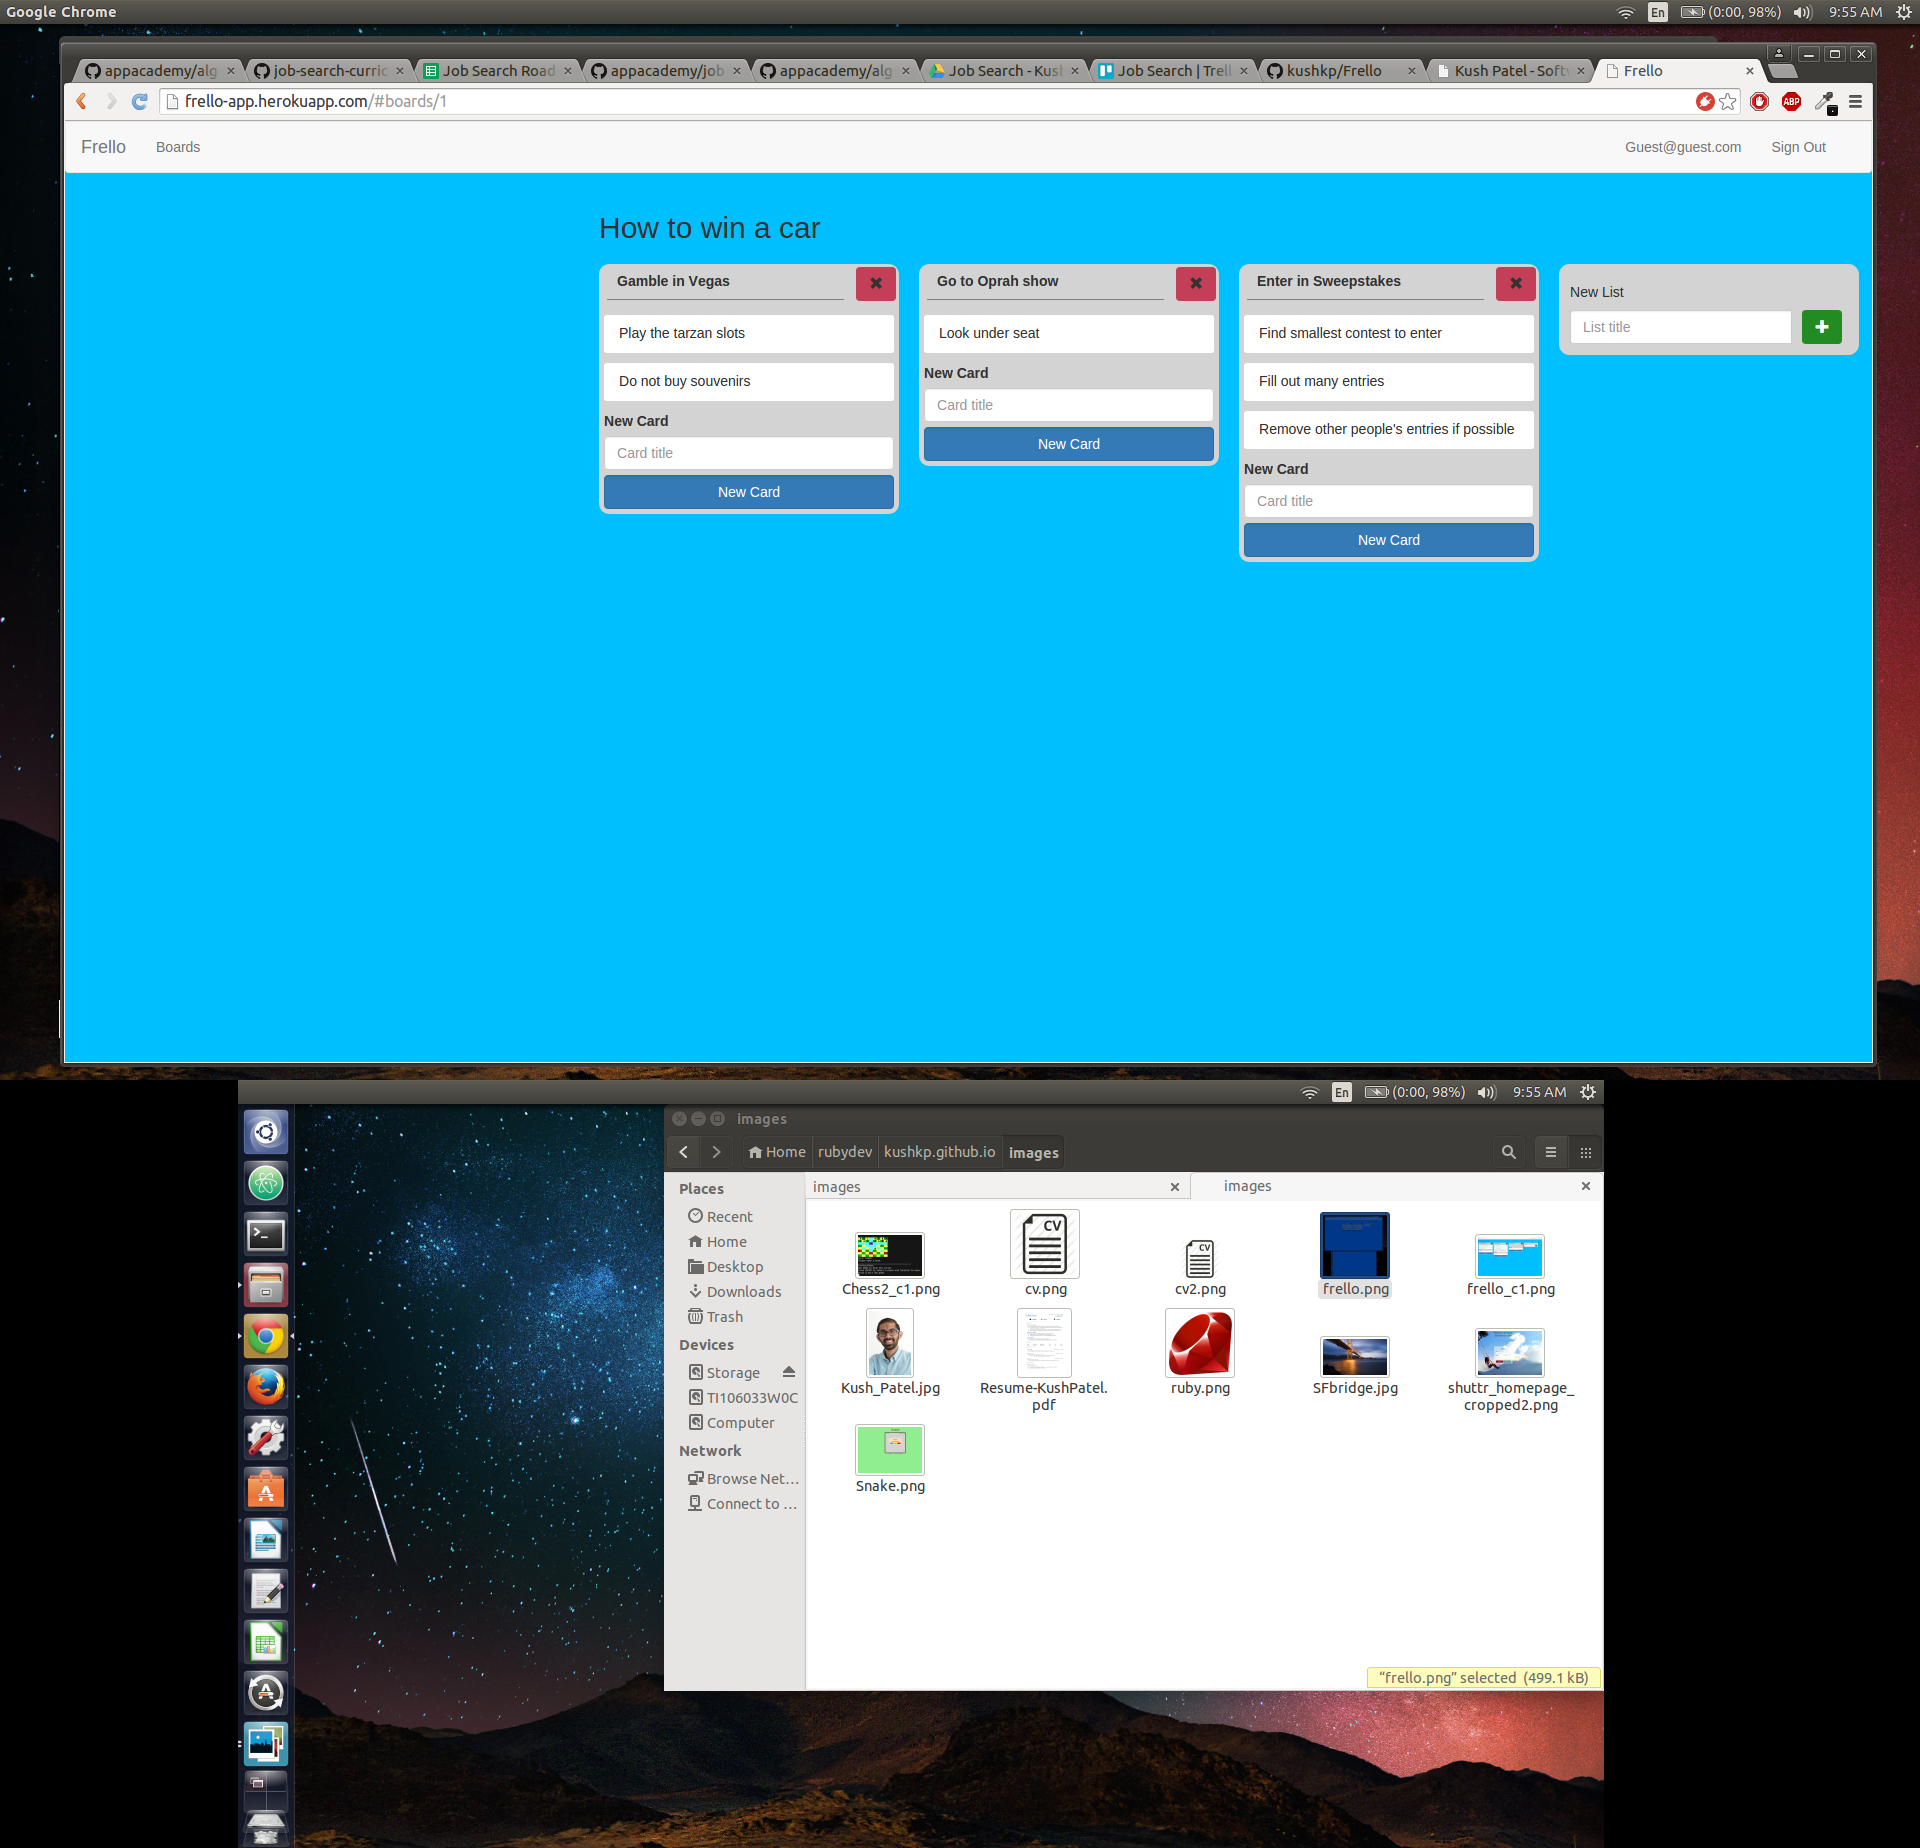 Google Chrome
En
(0:00, 98%)
9:55 AM
appacademy/alg
job-search-curric
Job Search Road
appacademy/job
appacademy/alg
Job Search - Kush
Job Search | Trell
kushkp/Frello
Kush Patel - Softw
Frello
frello-app.herokuapp.com/#boards/1
ABP
Frello
Boards
Guest@guest.com
Sign Out
How to win a car
Gamble in Vegas
Play the tarzan slots
Do not buy souvenirs
New Card
Card title
New Card
Go to Oprah show
Look under seat
New Card
Card title
New Card
Enter in Sweepstakes
Find smallest contest to enter
Fill out many entries
Remove other people's entries if possible
New Card
Card title
New Card
New List
List title
En
(0:00, 98%)
9:55 AM
images
Home
rubydev
kushkp.github.io
images
Places
Recent
Home
Desktop
Downloads
Trash
Devices
Storage
TI106033W0C
Computer
Network
Browse Net...
Connect to ...
images
images
CV
CV
Chess2_c1.png
cv.png
cv2.png
frello.png
frello_c1.png
Kush_Patel.jpg
Resume-KushPatel.
pdf
ruby.png
SFbridge.jpg
shuttr_homepage_
cropped2.png
Snake.png
“frello.png” selected (499.1 kB)